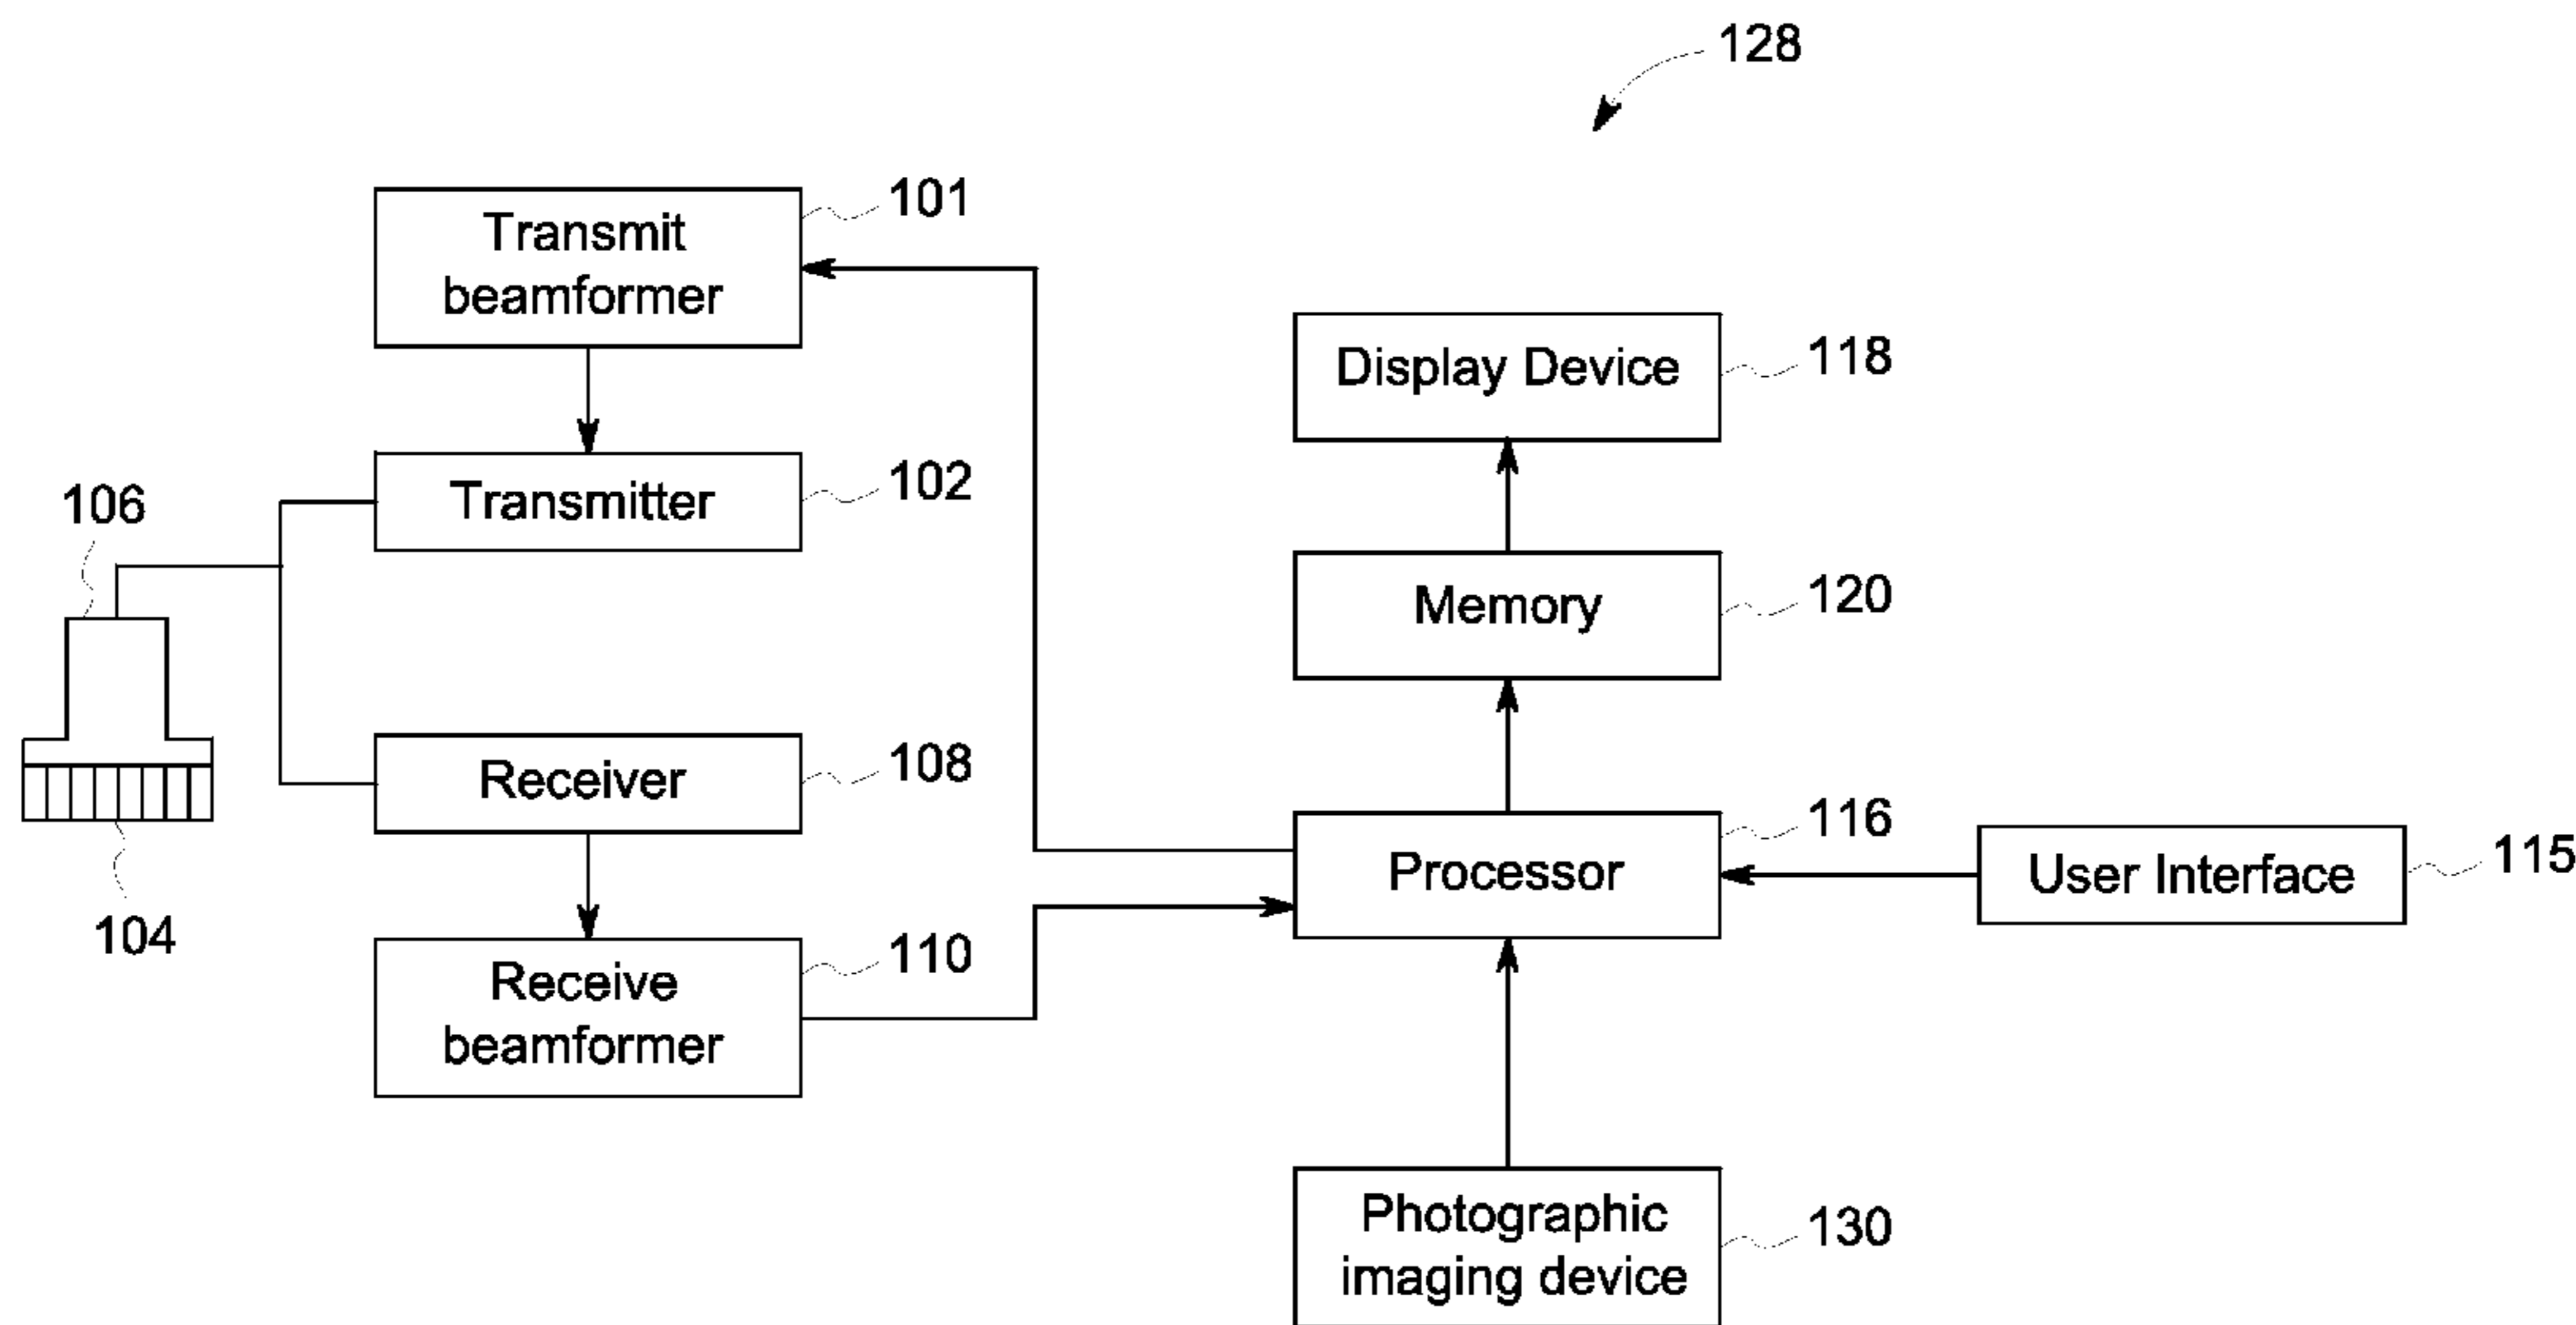 128
101
Transmit
beamformer
118
Display Device
102
Transmitter
106
120
Memory
108
Receiver
116
Processor
115
User Interface
104
110
Receive
beamformer
130
Photographic
imaging device